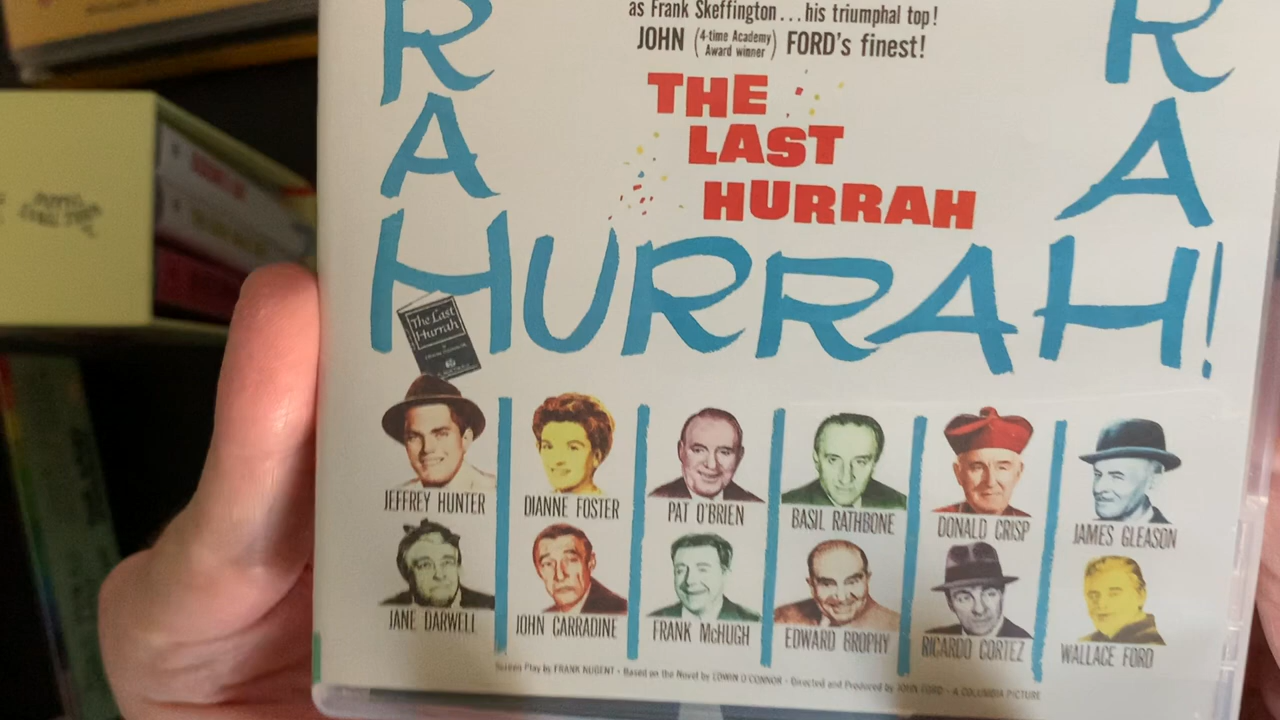 as Frank Skeffington...his triumphal top!
JOHN (4-time Academy Award winner) FORD's finest!
THE
LAST
HURRAH
R
A
HURRAH!
R
A
The Last
Hurrah
JEFFREY HUNTER
DIANNE FOSTER
PAT O'BRIEN
BASIL RATHBONE
DONALD CRISP
JAMES GLEASON
JANE DARWELL
JOHN CARRADINE
FRANK McHUGH
EDWARD BROPHY
RICARDO CORTEZ
WALLACE FORD
Screen Play by FRANK NUGENT · Based on the Novel by EDWIN O'CONNOR · Directed and Produced by JOHN FORD · A COLUMBIA PICTURE